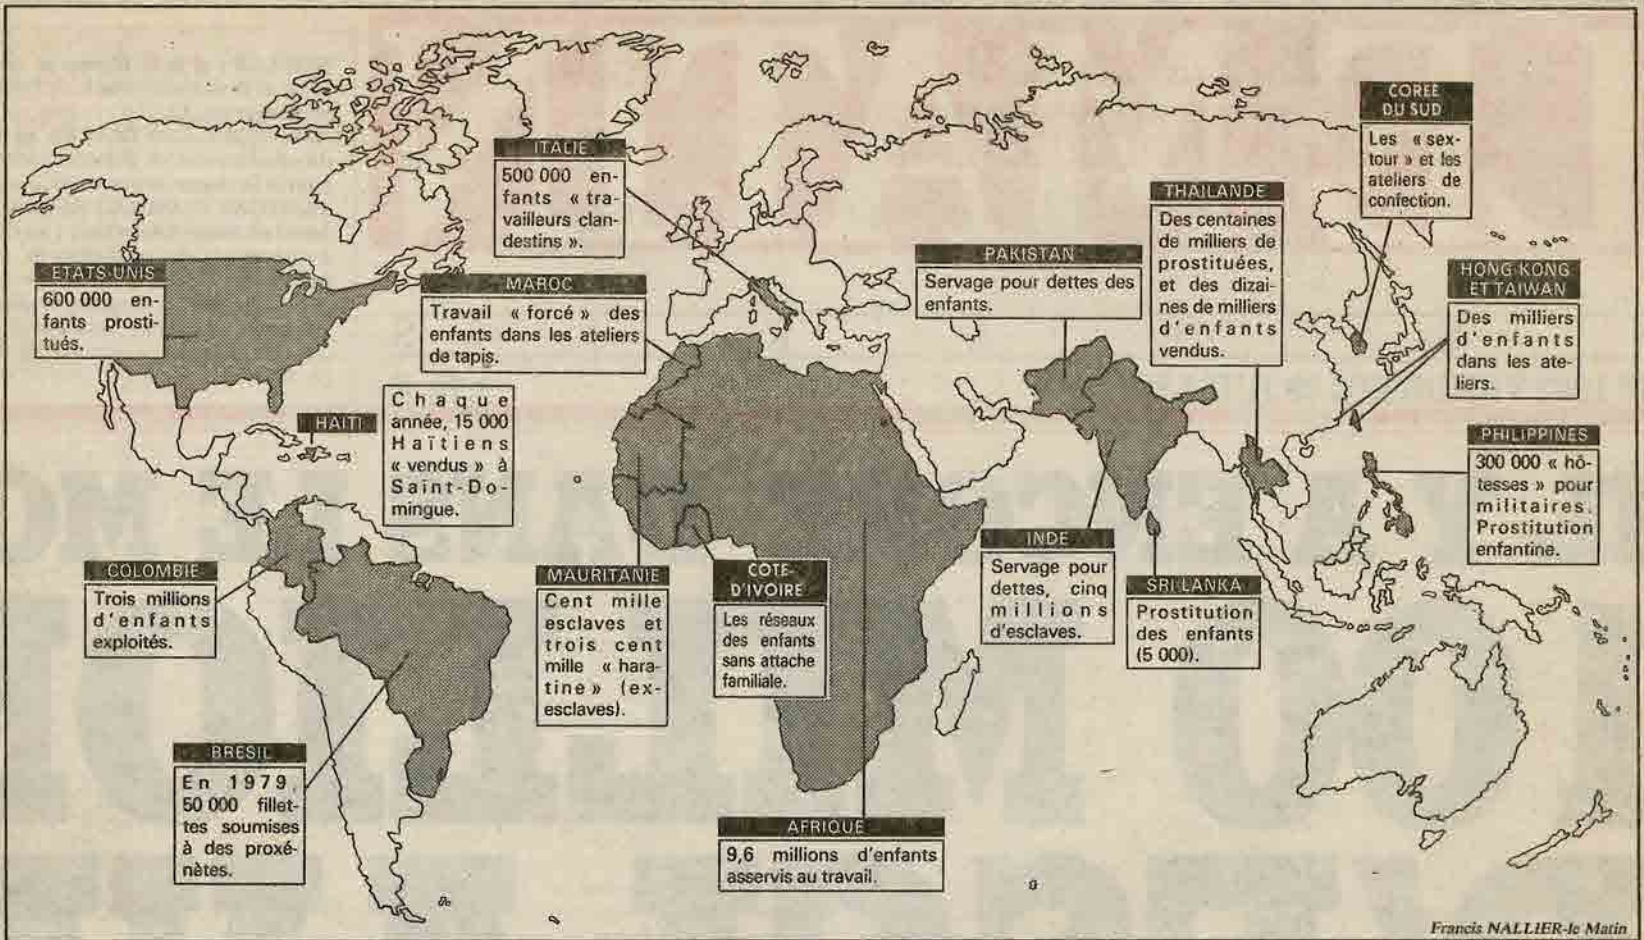 ITALIE
500 000 en-
fants « tra-
vailleurs clan-
destins ».
COREE
DU SUD
Les « sex-
tour » et les
ateliers de
confection.
THAILANDE
Des centaines
de milliers de
prostituées,
et des dizai-
nes de milliers
d'enfants
vendus.
PAKISTAN
Servage pour dettes des
enfants.
HONG KONG
ET TAIWAN
Des milliers
d'enfants
dans les ate-
liers.
ETATS-UNIS
600 000 en-
fants prosti-
tués.
MAROC
Travail « forcé » des
enfants dans les ateliers
de tapis.
HAITI
Chaque
année, 15 000
Haïtiens
« vendus » à
Saint-Do-
mingue.
PHILIPPINES
300 000 « hô-
tesses » pour
militaires.
Prostitution
enfantine.
COLOMBIE
Trois millions
d'enfants
exploités.
MAURITANIE
Cent mille
esclaves et
trois cent
mille « hara-
tine » (ex-
esclaves).
COTE-
D'IVOIRE
Les réseaux
des enfants
sans attache
familiale.
INDE
Servage pour
dettes, cinq
millions
d'esclaves.
SRI LANKA
Prostitution
des enfants
(5 000).
BRESIL
En 1979,
50 000 fillet-
tes soumises
à des proxé-
nètes.
AFRIQUE
9,6 millions d'enfants
asservis au travail.
Francis NALLIER-le Matin